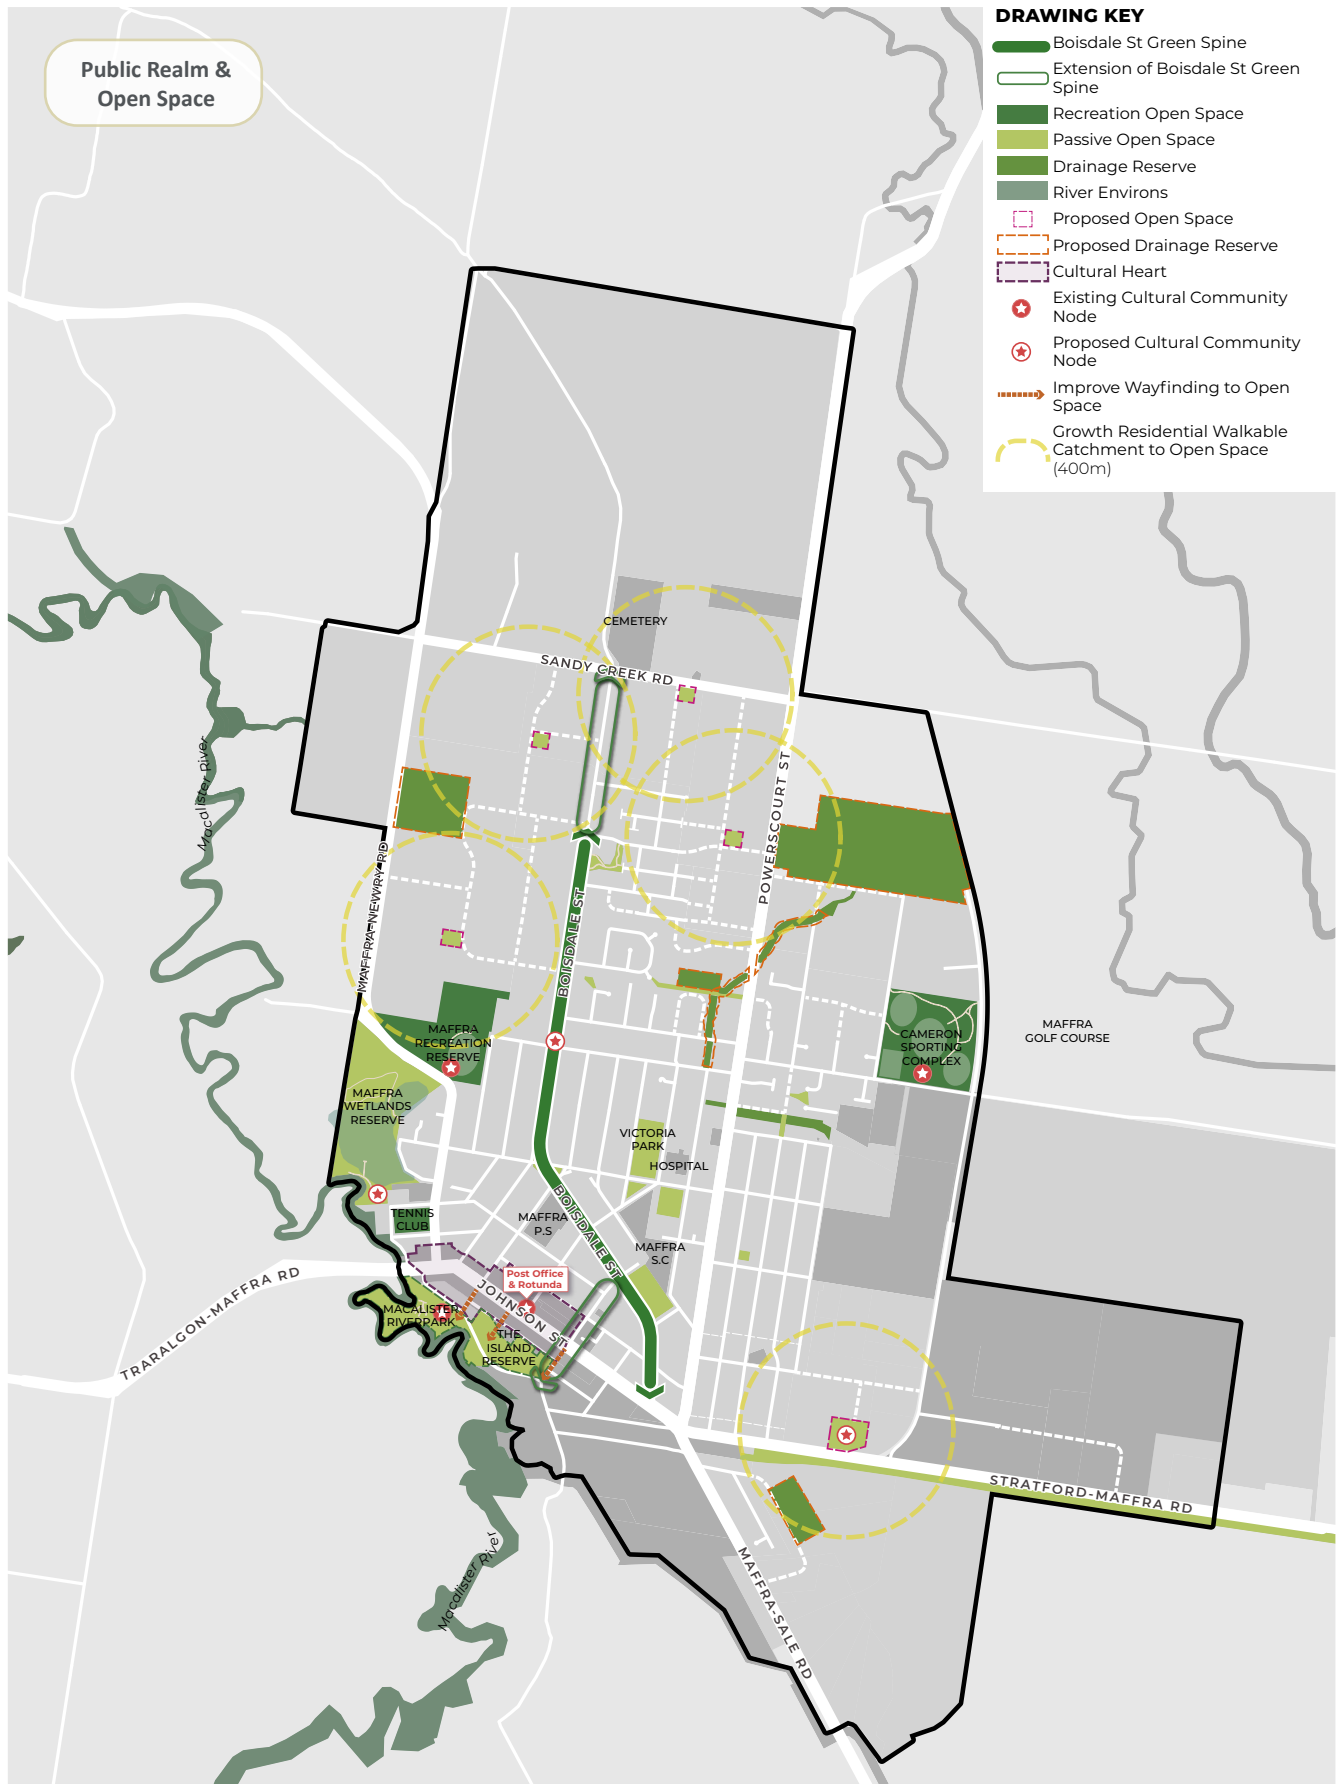 Public Realm &
Open Space
DRAWING KEY
Boisdale St Green Spine
Extension of Boisdale St Green
Spine
Recreation Open Space
Passive Open Space
Drainage Reserve
River Environs
Proposed Open Space
Proposed Drainage Reserve
Cultural Heart
Existing Cultural Community
Node
Proposed Cultural Community
Node
Improve Wayfinding to Open
Space
Growth Residential Walkable
Catchment to Open Space
(400m)
CEMETERY
SANDY CREEK RD
Macalister River
POWERSCOURT ST
MAFFRA-NEWRY RD
BOISDALE ST
MAFFRA
RECREATION
RESERVE
CAMERON
SPORTING
COMPLEX
MAFFRA
GOLF COURSE
MAFFRA
WETLANDS
RESERVE
VICTORIA
PARK
HOSPITAL
TENNIS
CLUB
MAFFRA
P.S
BOISDALE ST
MAFFRA
S.C
Post Office
& Rotunda
TRARALGON-MAFFRA RD
MACALISTER
RIVERPARK
JOHNSON ST
THE
ISLAND
RESERVE
STRATFORD-MAFFRA RD
Macalister River
MAFFRA-SALE RD